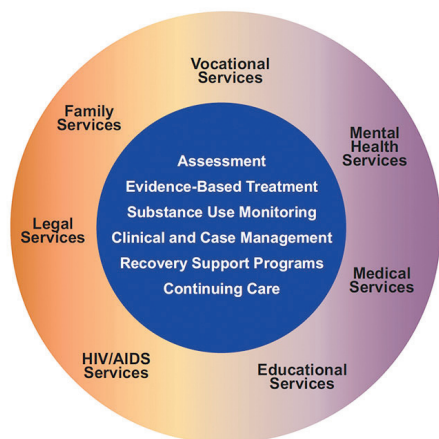 Vocational
Services
Mental
Health
Services
Medical
Services
Educational
Services
HIV/AIDS
Services
Legal
Services
Family
Services
Assessment
Evidence-Based Treatment
Substance Use Monitoring
Clinical and Case Management
Recovery Support Programs
Continuing Care